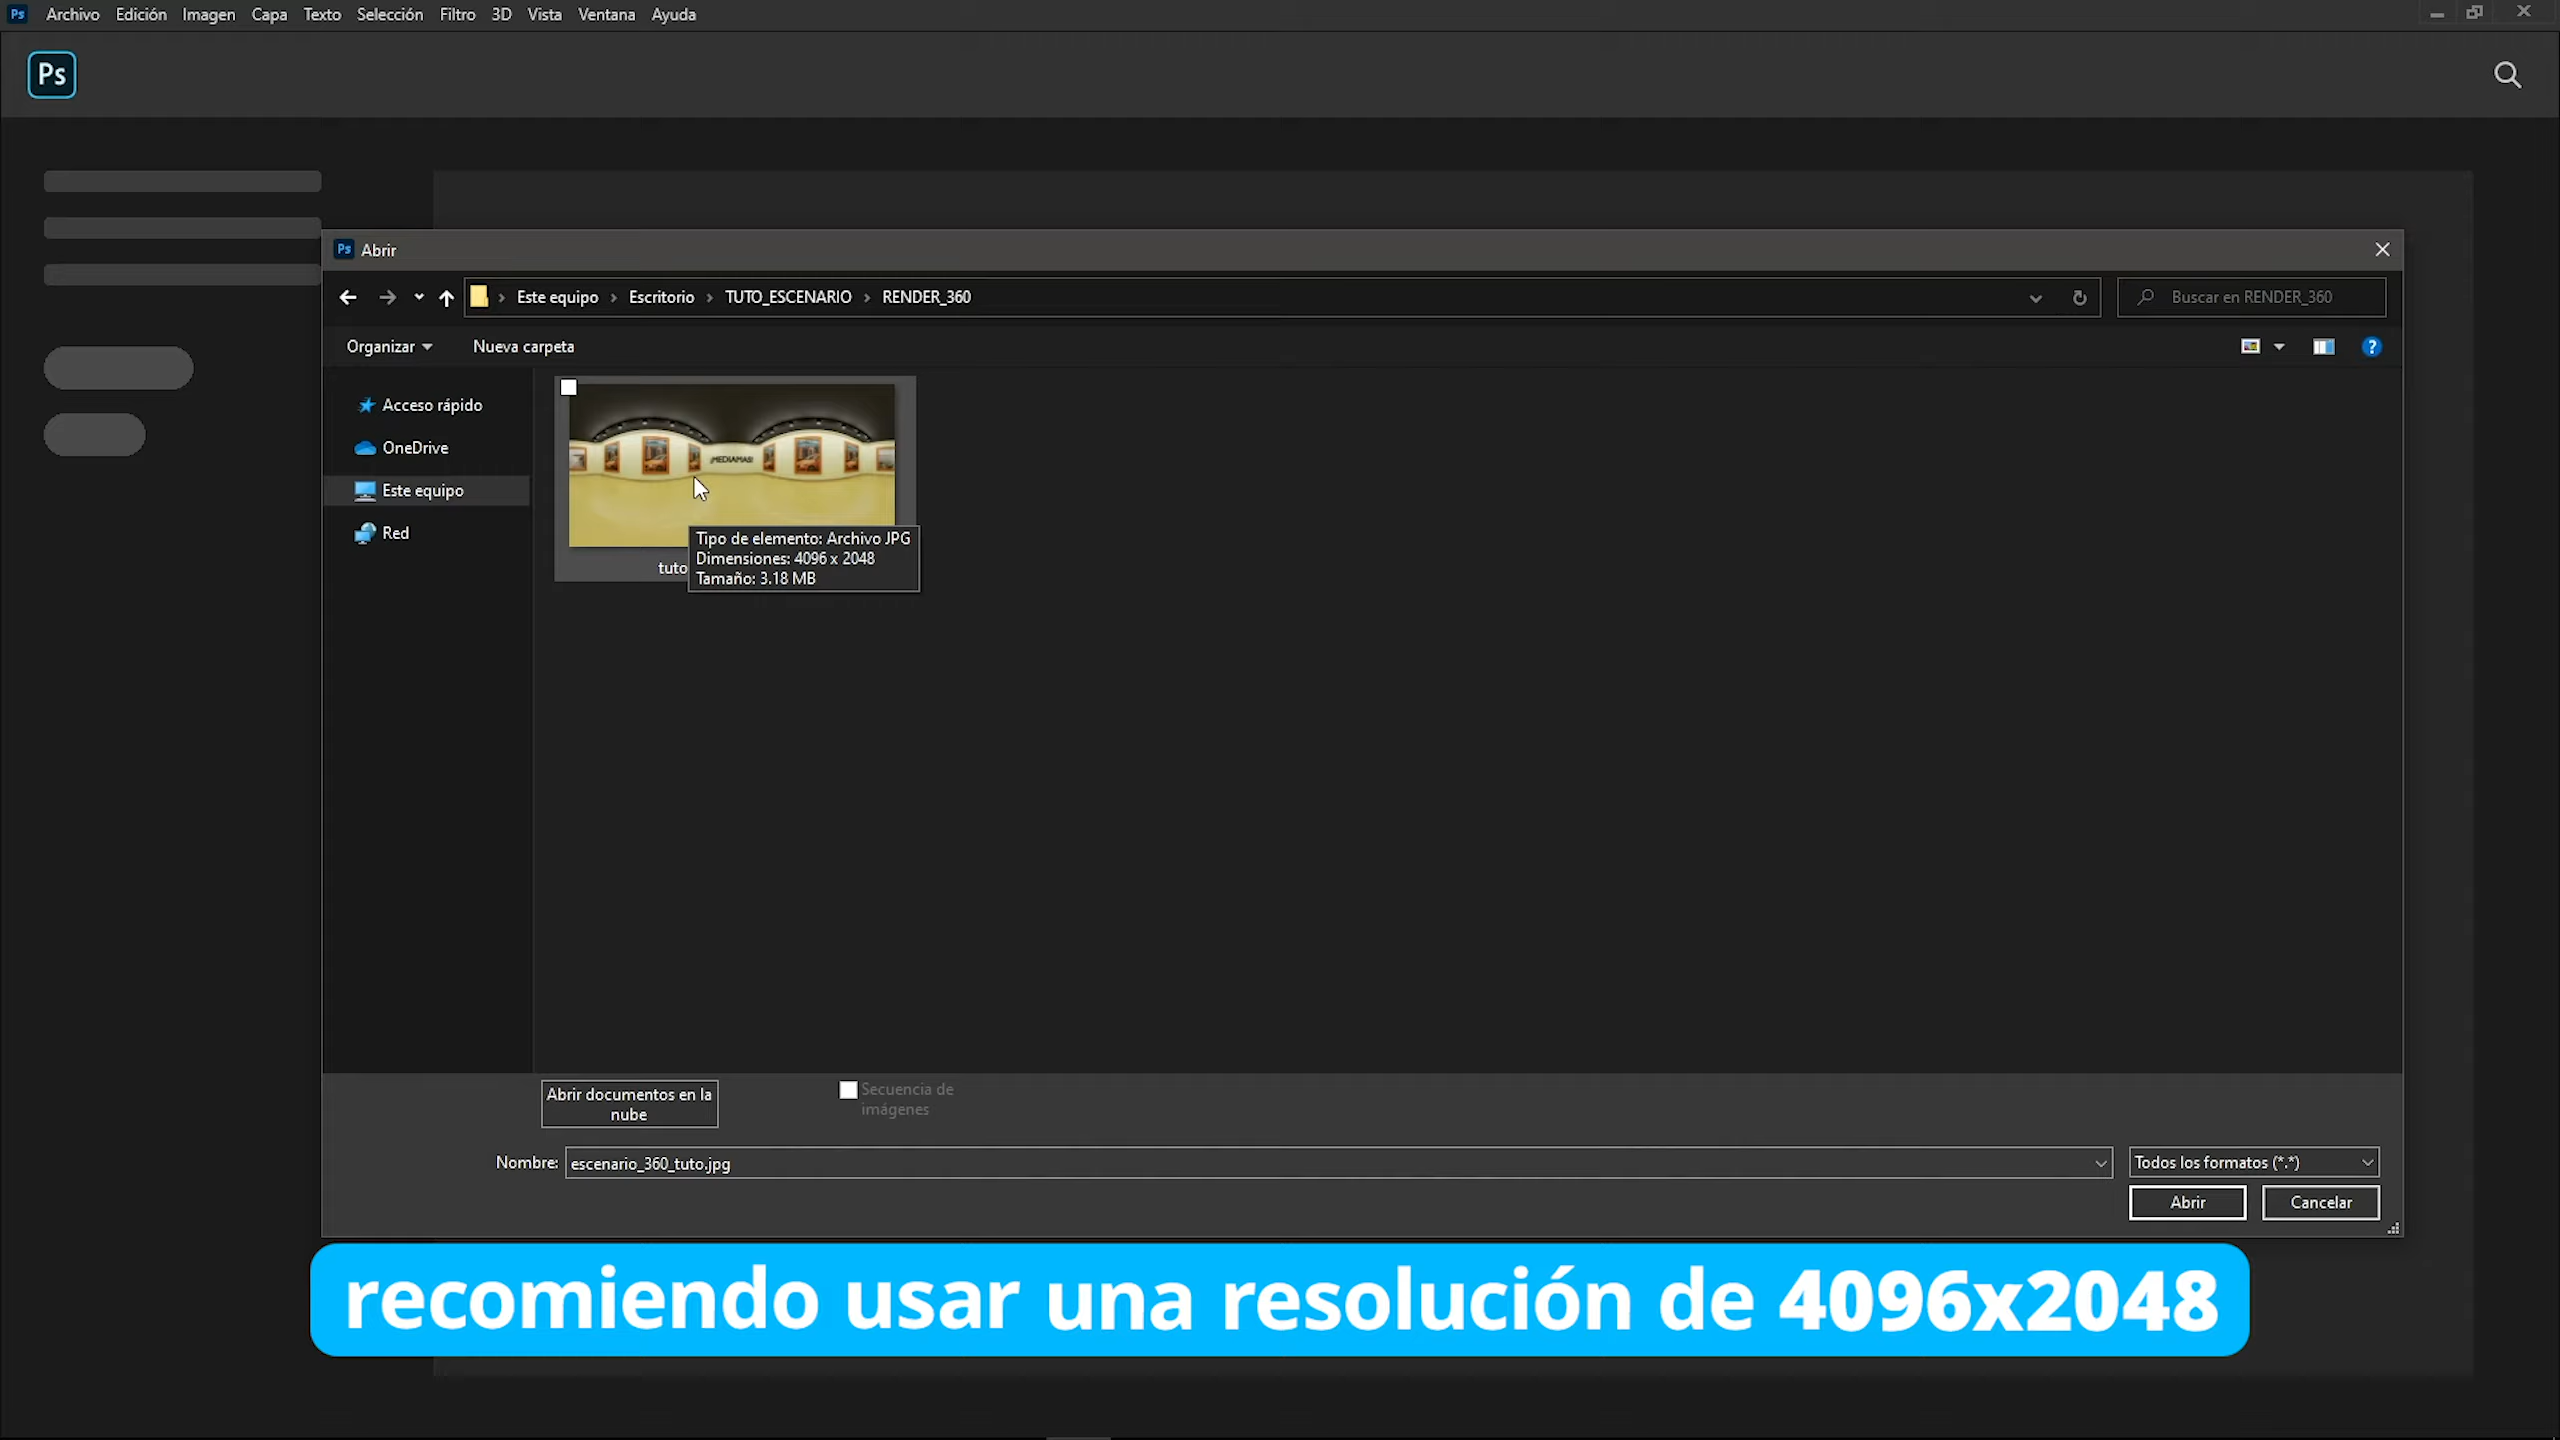 Ps Archivo Edición Imagen Capa Texto Selección Filtro 3D Vista Ventana Ayuda
Ps
Ps Abrir
Este equipo > Escritorio > TUTO_ESCENARIO > RENDER_360
Buscar en RENDER_360
Organizar
Nueva carpeta
Acceso rápido
OneDrive
Este equipo
Red
¡MEDIAMAS!
tuto
Tipo de elemento: Archivo JPG
Dimensiones: 4096 x 2048
Tamaño: 3.18 MB
Abrir documentos en la
nube
Secuencia de
imágenes
Nombre: escenario_360_tuto.jpg
Todos los formatos (*.*)
Abrir
Cancelar
recomiendo usar una resolución de 4096x2048